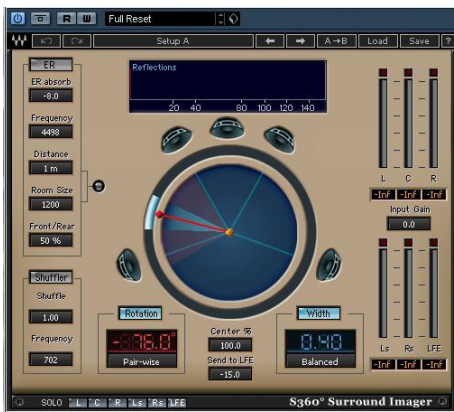 R W Full Reset
Setup A A→B Load Save ?
ER
ER absorb
-8.0
Frequency
4498
Distance
1 m
Room Size
1200
Front/Rear
50 %
Shuffler
Shuffle
1.00
Frequency
702
Reflections
20 40 80 100 120 140
Rotation
-76.0°
Pair-wise
Center %
100.0
Send to LFE
-15.0
Width
0.40
Balanced
L C R
-Inf -Inf -Inf
Input Gain
0.0
Ls Rs LFE
-Inf -Inf -Inf
SOLO L C R Ls Rs LFE
S360° Surround Imager